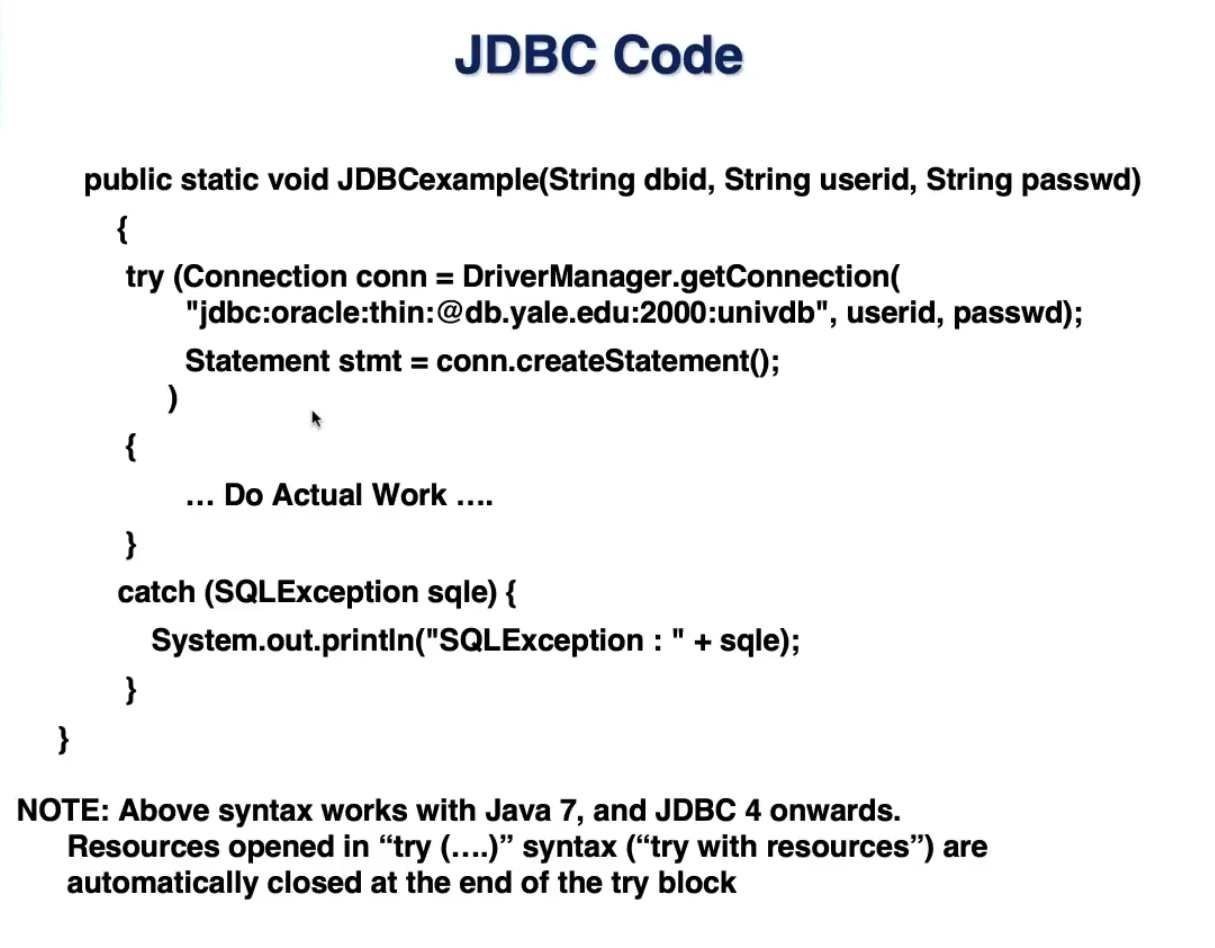 JDBC Code
public static void JDBCexample(String dbid, String userid, String passwd)
{
try (Connection conn = DriverManager.getConnection(
"jdbc:oracle:thin:@db.yale.edu:2000:univdb", userid, passwd);
Statement stmt = conn.createStatement();
)
{
… Do Actual Work ….
}
catch (SQLException sqle) {
System.out.println("SQLException : " + sqle);
}
}
NOTE: Above syntax works with Java 7, and JDBC 4 onwards.
Resources opened in “try (….)” syntax (“try with resources”) are
automatically closed at the end of the try block